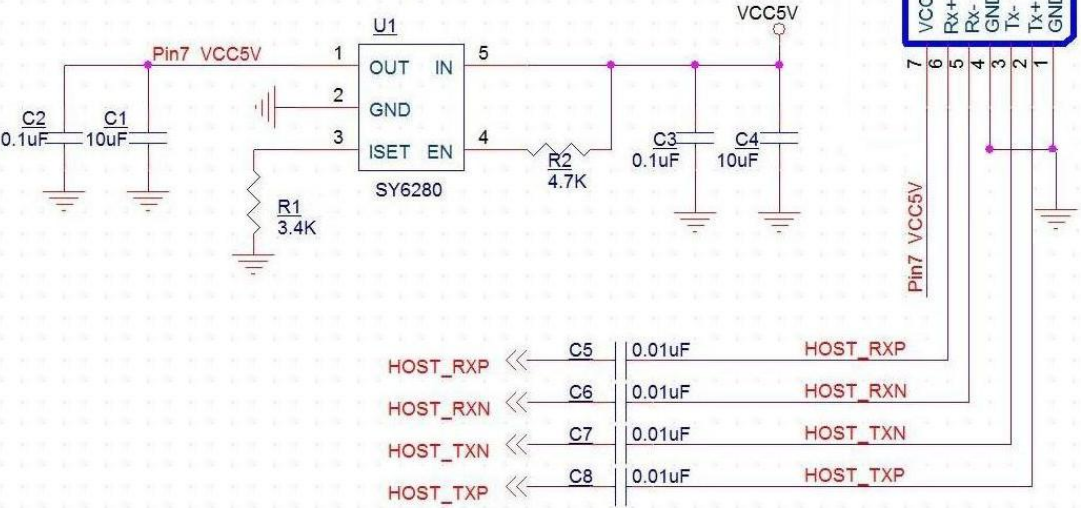 VCC5V
U1
Pin7 VCC5V
1
5
OUT IN
2
GND
3
4
ISET EN
SY6280
C2
0.1uF
C1
10uF
R1
3.4K
R2
4.7K
C3
0.1uF
C4
10uF
VCC
Rx+
Rx-
GND
Tx-
Tx+
GND
7
6
5
4
3
2
1
Pin7 VCC5V
HOST_RXP
C5
0.01uF
HOST_RXP
HOST_RXN
C6
0.01uF
HOST_RXN
HOST_TXN
C7
0.01uF
HOST_TXN
HOST_TXP
C8
0.01uF
HOST_TXP